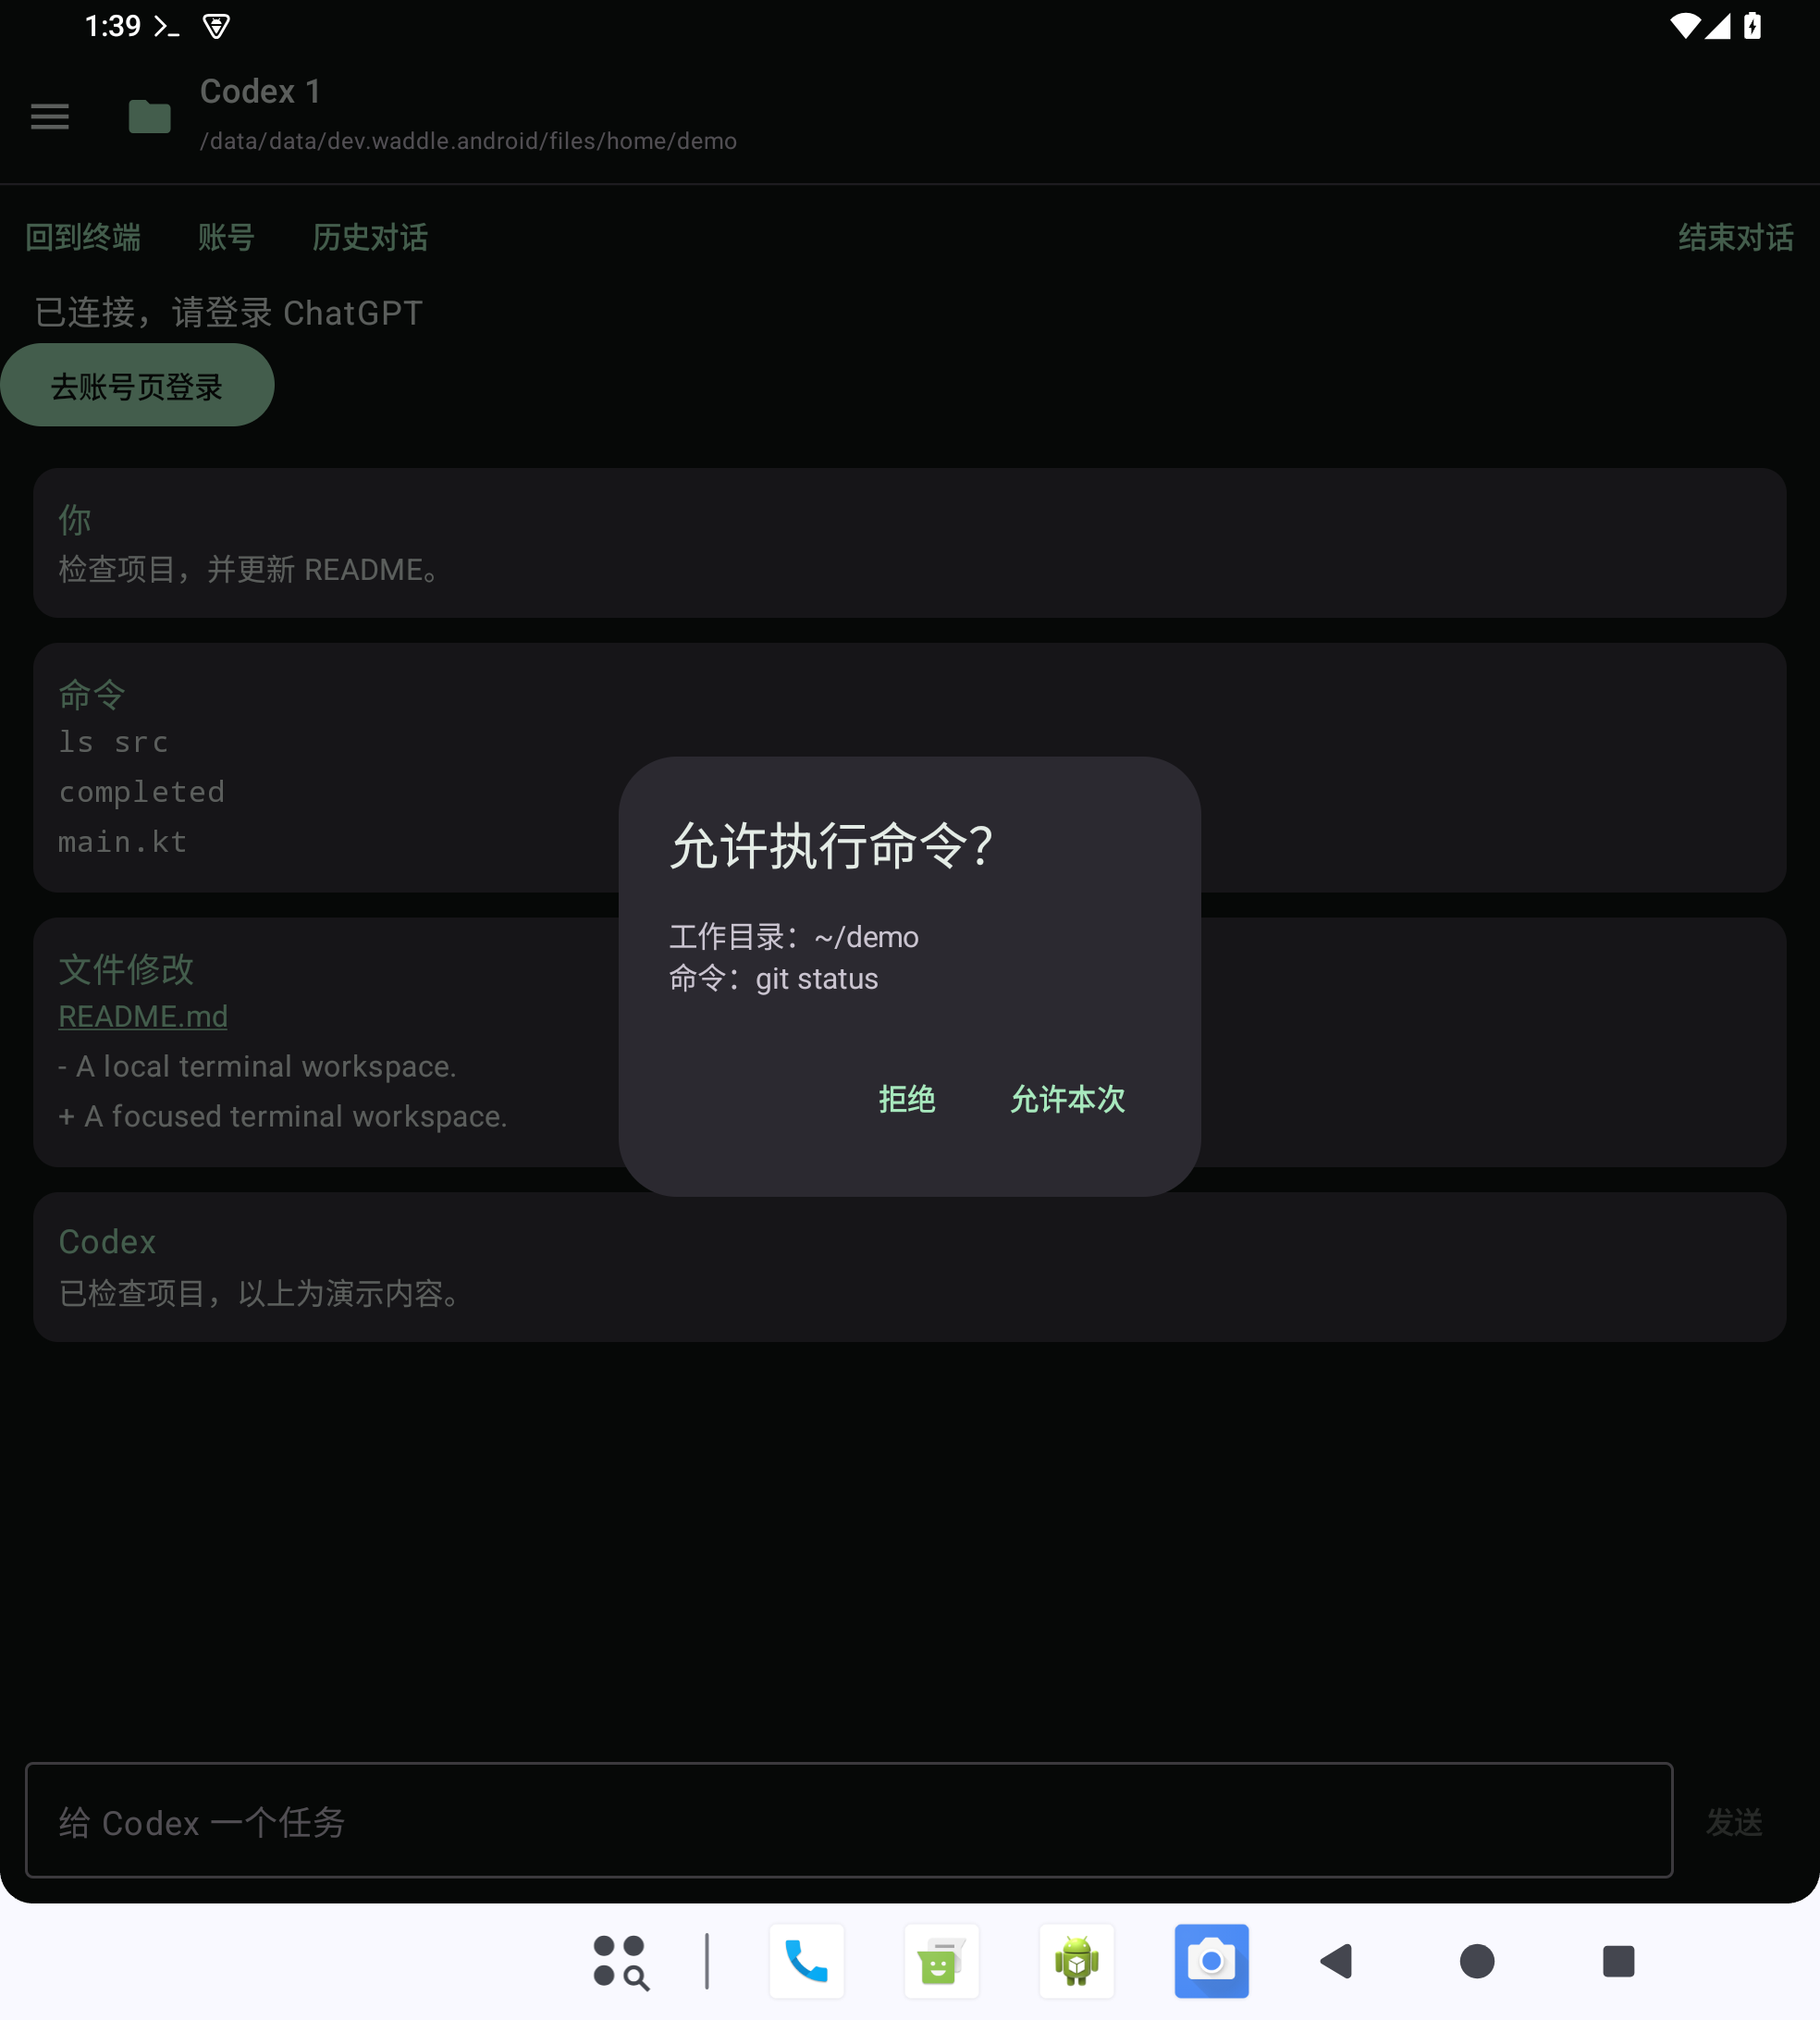 1:39
Codex 1
/data/data/dev.waddle.android/files/home/demo
回到终端 账号 历史对话 结束对话
已连接，请登录 ChatGPT
去账号页登录
你
检查项目，并更新 README。
命令
ls src
completed
main.kt
允许执行命令？
工作目录：~/demo
命令：git status
拒绝 允许本次
文件修改
README.md
- A local terminal workspace.
+ A focused terminal workspace.
Codex
已检查项目，以上为演示内容。
给 Codex 一个任务
发送